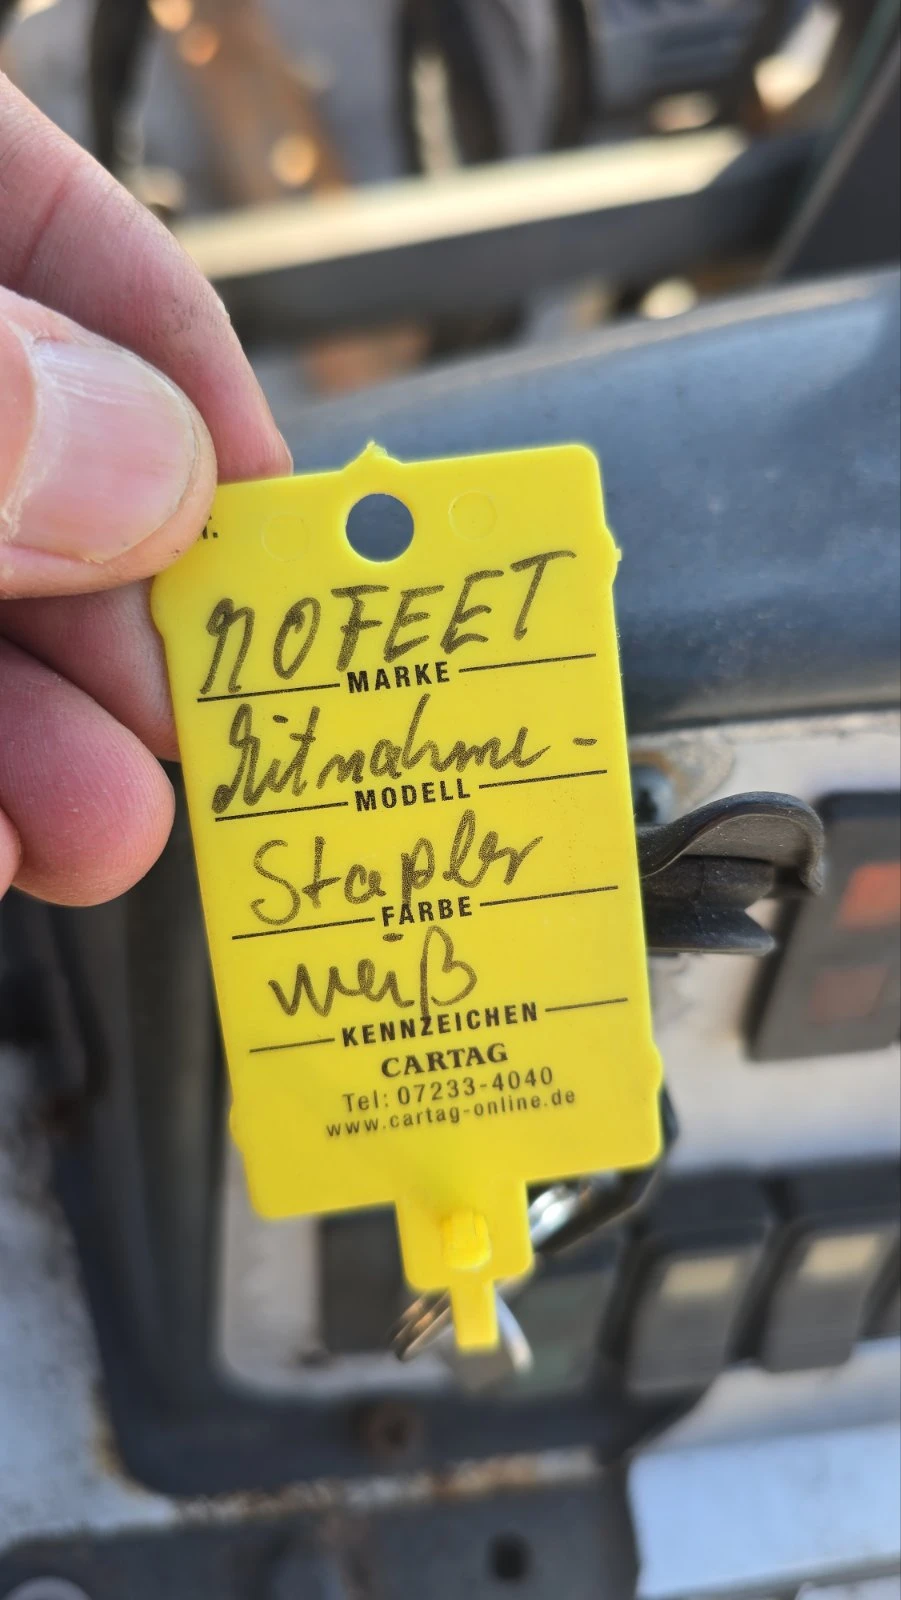 r.
MOFEET
MARKE
Mitnahme -
MODELL
Stapler
FARBE
weiß
KENNZEICHEN
CARTAG
Tel: 07233-4040
www.cartag-online.de